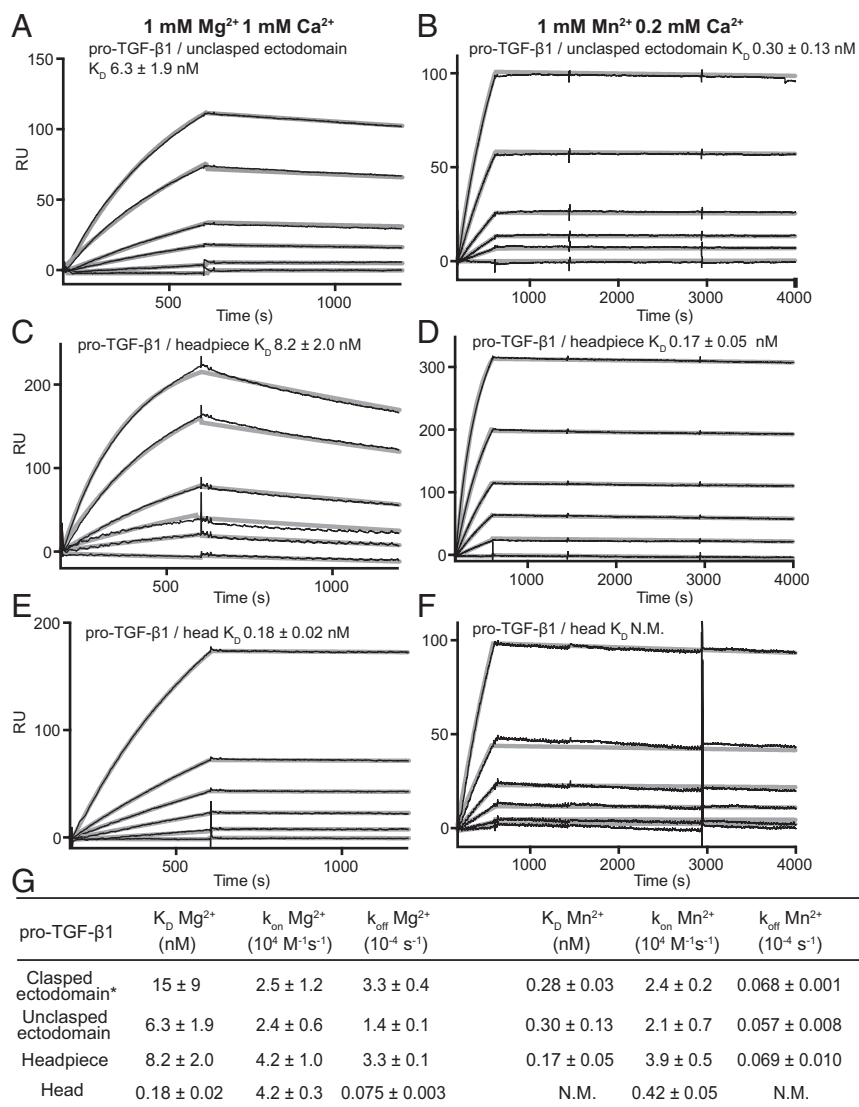 A
1 mM Mg²⁺ 1 mM Ca²⁺
pro-TGF-β1 / unclasped ectodomain
K_D 6.3 ± 1.9 nM
150
100
50
0
RU
500
1000
Time (s)
B
1 mM Mn²⁺ 0.2 mM Ca²⁺
pro-TGF-β1 / unclasped ectodomain K_D 0.30 ± 0.13 nM
100
50
0
1000
2000
3000
4000
Time (s)
C
pro-TGF-β1 / headpiece K_D 8.2 ± 2.0 nM
200
100
0
RU
500
1000
Time (s)
D
pro-TGF-β1 / headpiece K_D 0.17 ± 0.05 nM
300
200
100
0
1000
2000
3000
4000
Time (s)
E
pro-TGF-β1 / head K_D 0.18 ± 0.02 nM
200
100
0
RU
500
1000
Time (s)
F
pro-TGF-β1 / head K_D N.M.
100
50
0
1000
2000
3000
4000
Time (s)
G
pro-TGF-β1 K_D Mg²⁺ (nM) k_on Mg²⁺ (10⁴ M⁻¹s⁻¹) k_off Mg²⁺ (10⁻⁴ s⁻¹) K_D Mn²⁺ (nM) k_on Mn²⁺ (10⁴ M⁻¹s⁻¹) k_off Mn²⁺ (10⁻⁴ s⁻¹)
Clasped ectodomain* 15 ± 9 2.5 ± 1.2 3.3 ± 0.4 0.28 ± 0.03 2.4 ± 0.2 0.068 ± 0.001
Unclasped ectodomain 6.3 ± 1.9 2.4 ± 0.6 1.4 ± 0.1 0.30 ± 0.13 2.1 ± 0.7 0.057 ± 0.008
Headpiece 8.2 ± 2.0 4.2 ± 1.0 3.3 ± 0.1 0.17 ± 0.05 3.9 ± 0.5 0.069 ± 0.010
Head 0.18 ± 0.02 4.2 ± 0.3 0.075 ± 0.003 N.M. 0.42 ± 0.05 N.M.